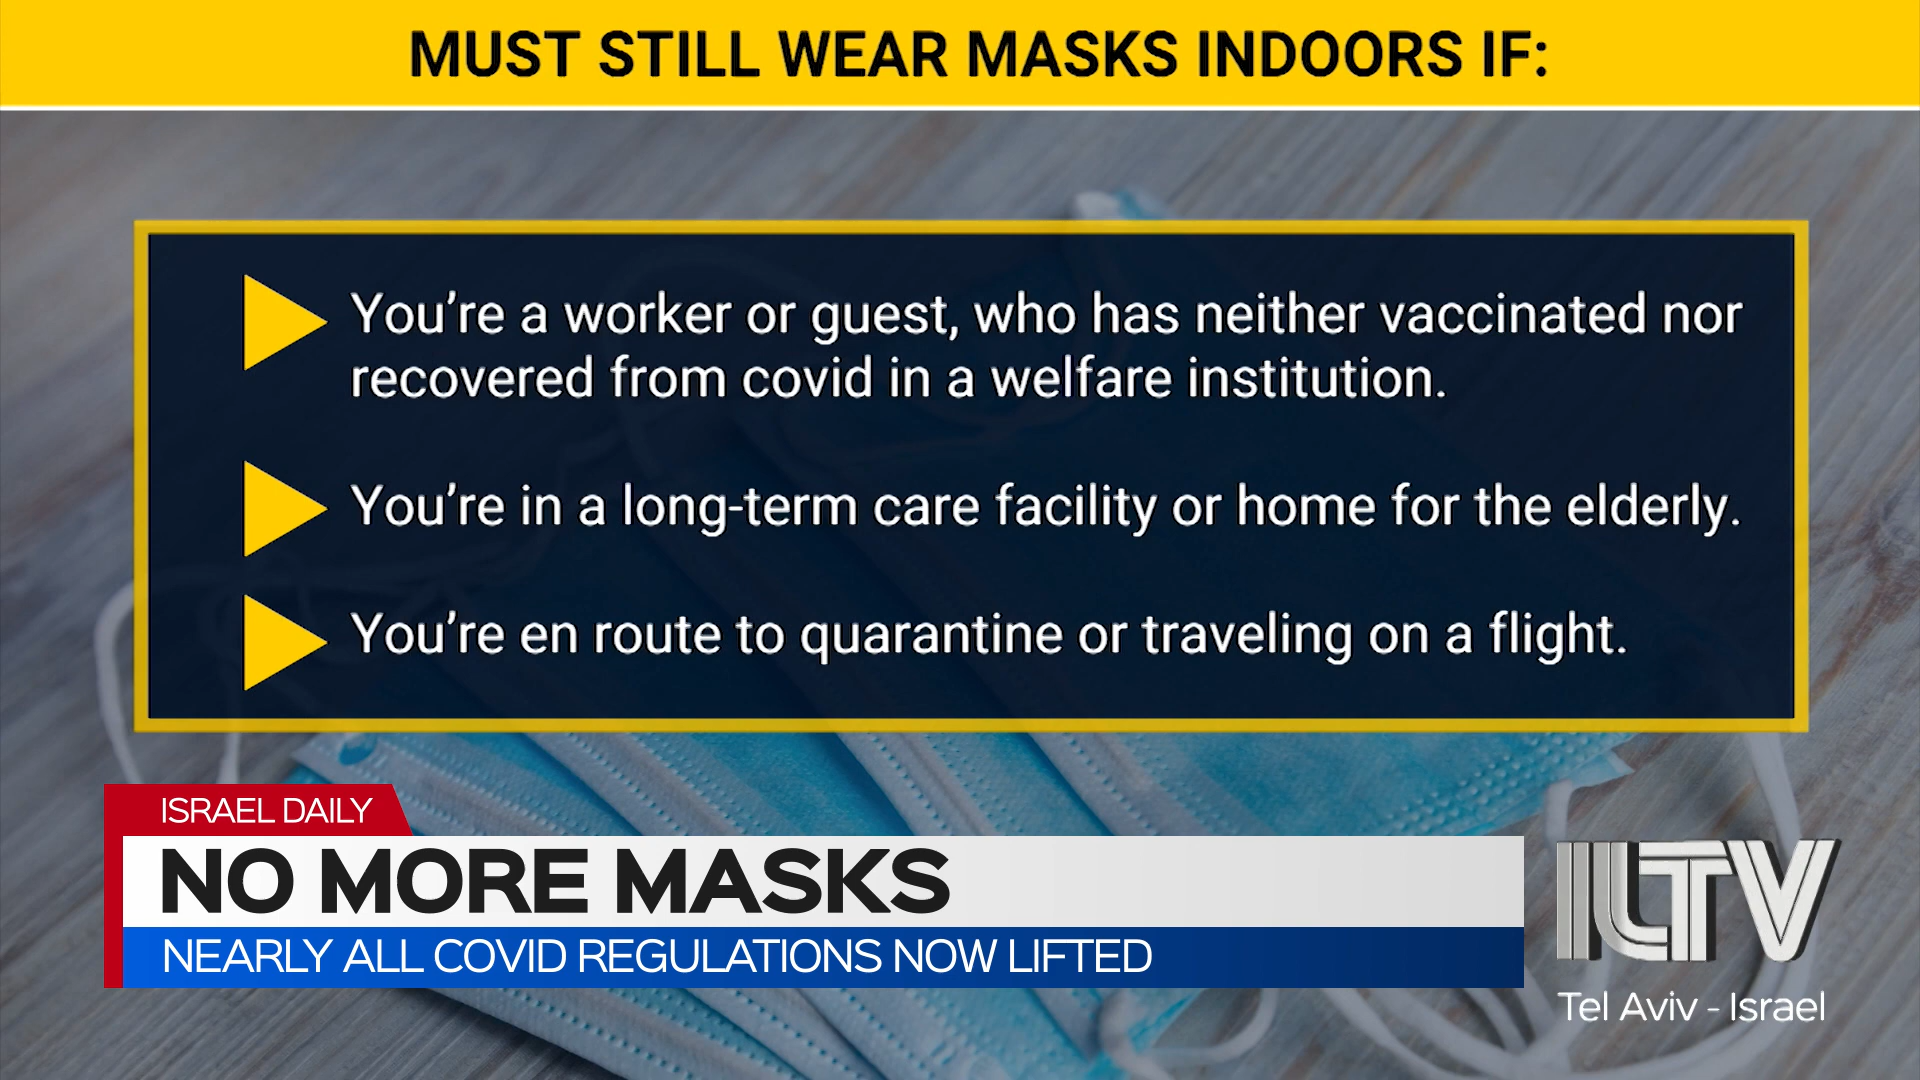 MUST STILL WEAR MASKS INDOORS IF:
You’re a worker or guest, who has neither vaccinated nor
recovered from covid in a welfare institution.
You’re in a long-term care facility or home for the elderly.
You’re en route to quarantine or traveling on a flight.
ISRAEL DAILY
NO MORE MASKS
NEARLY ALL COVID REGULATIONS NOW LIFTED
ILTV
Tel Aviv - Israel